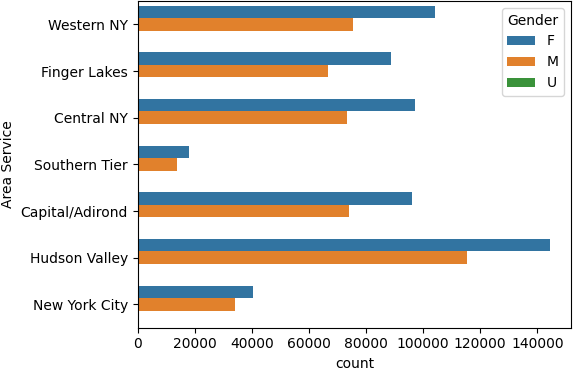 Area Service
Western NY
Finger Lakes
Central NY
Southern Tier
Capital/Adirond
Hudson Valley
New York City
Gender
F
M
U
0 20000 40000 60000 80000 100000 120000 140000
count